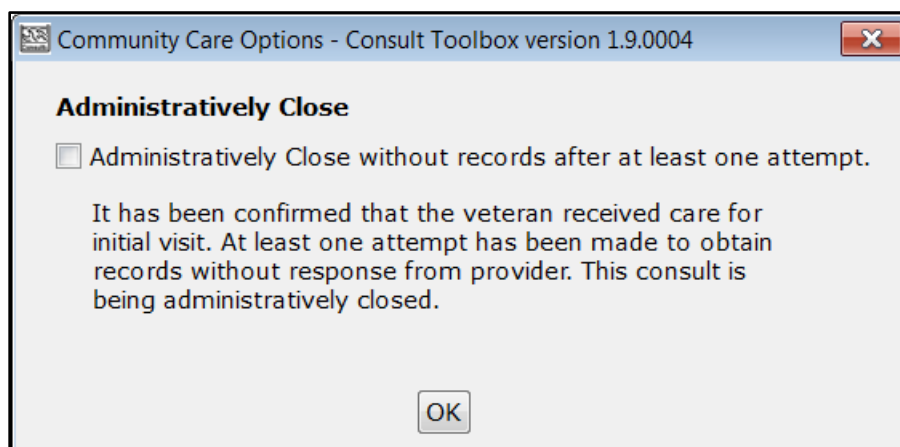 Community Care Options - Consult Toolbox version 1.9.0004
Administratively Close
Administratively Close without records after at least one attempt.
It has been confirmed that the veteran received care for
initial visit. At least one attempt has been made to obtain
records without response from provider. This consult is
being administratively closed.
OK